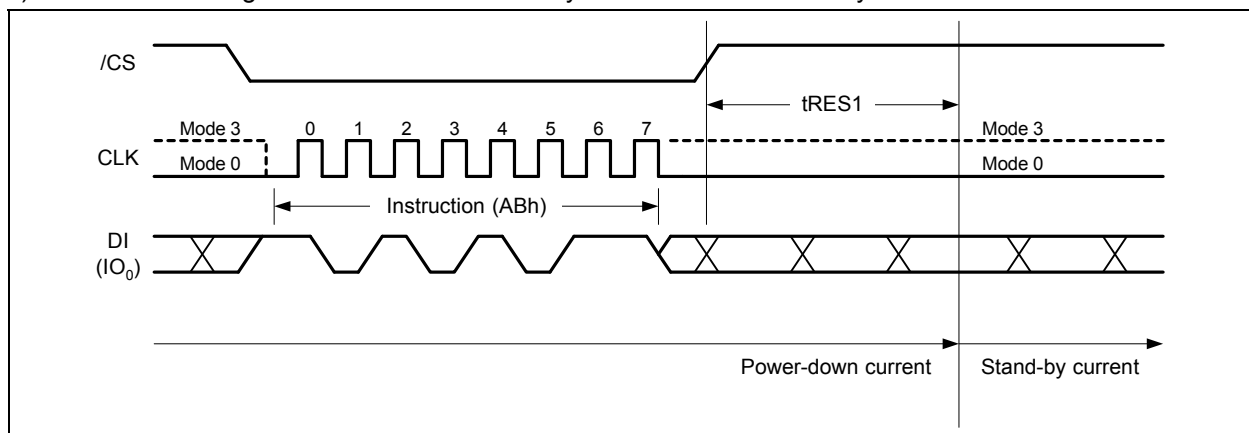 /CS
tRES1
Mode 3 0 1 2 3 4 5 6 7 Mode 3
CLK
Mode 0 Mode 0
Instruction (ABh)
DI
(IO₀)
Power-down current Stand-by current